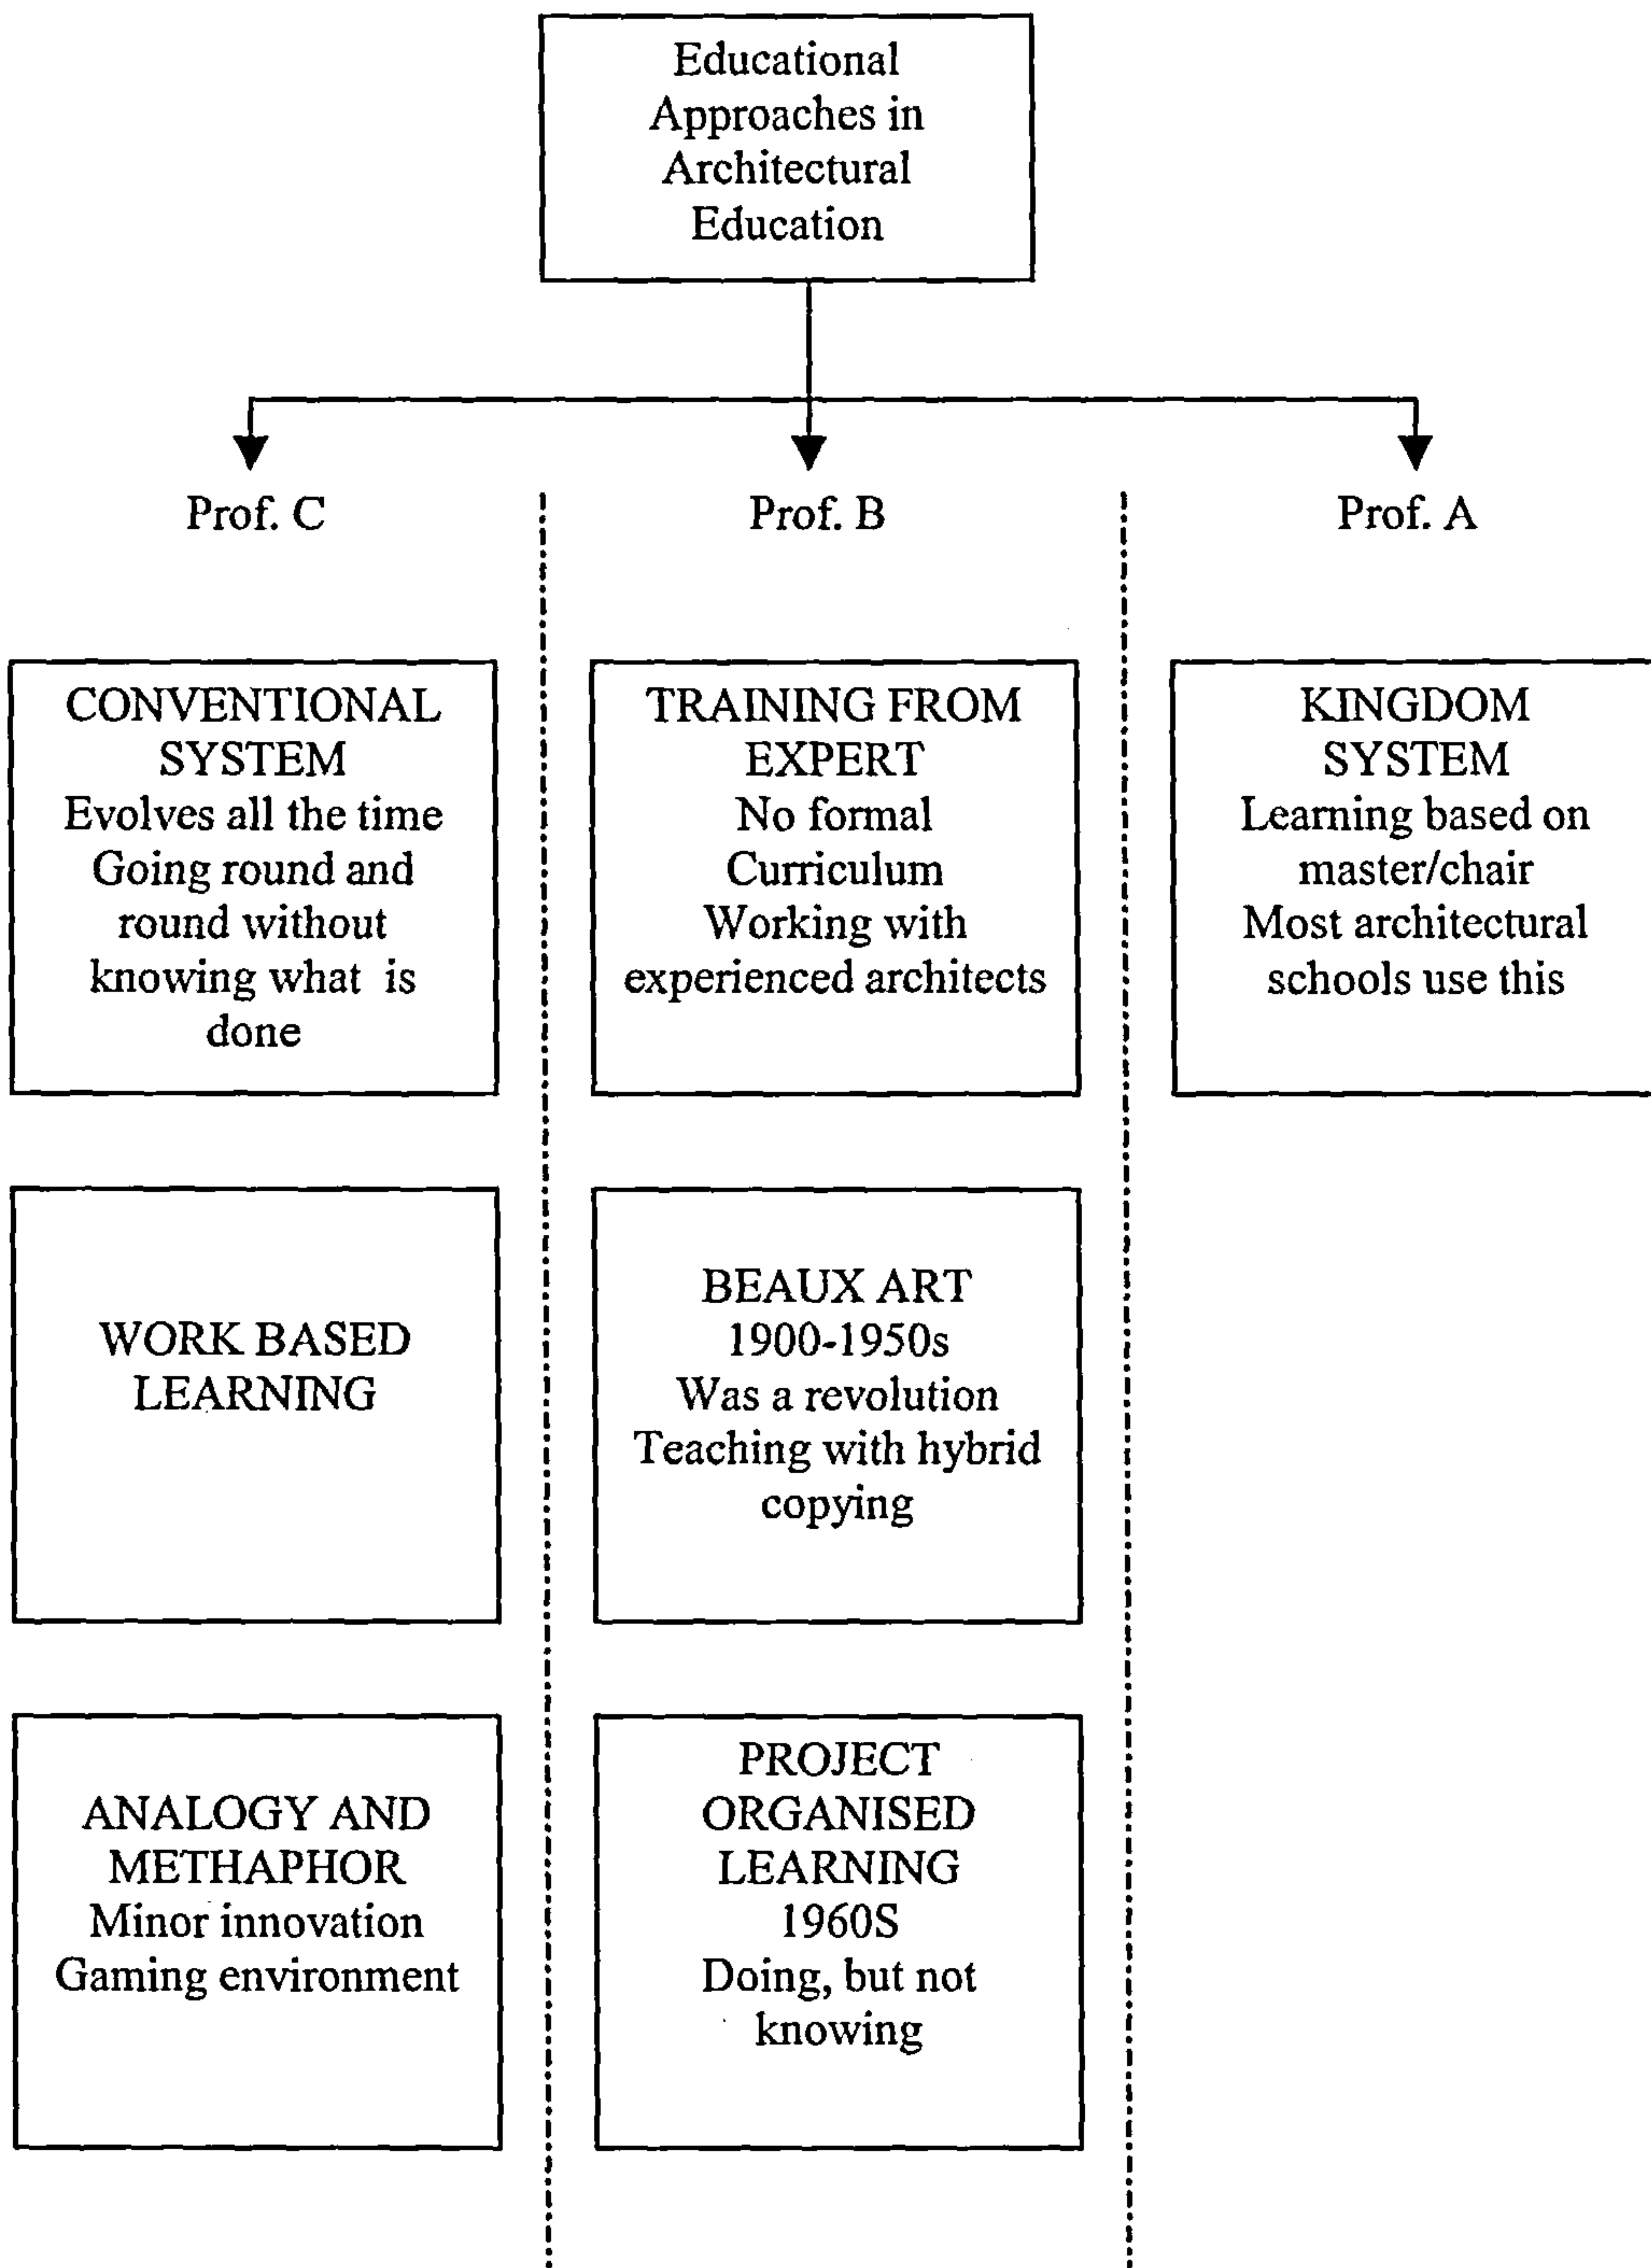 Educational
Approaches in
Architectural
Education
Prof. C
Prof. B
Prof. A
CONVENTIONAL
SYSTEM
Evolves all the time
Going round and
round without
knowing what is
done
TRAINING FROM
EXPERT
No formal
Curriculum
Working with
experienced architects
KINGDOM
SYSTEM
Learning based on
master/chair
Most architectural
schools use this
WORK BASED
LEARNING
BEAUX ART
1900-1950s
Was a revolution
Teaching with hybrid
copying
ANALOGY AND
METHAPHOR
Minor innovation
Gaming environment
PROJECT
ORGANISED
LEARNING
1960S
Doing, but not
knowing